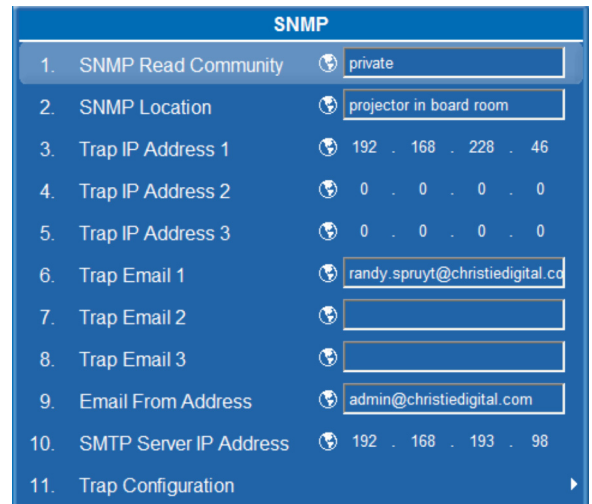 SNMP
1. SNMP Read Community private
2. SNMP Location projector in board room
3. Trap IP Address 1 192 . 168 . 228 . 46
4. Trap IP Address 2 0 . 0 . 0 . 0
5. Trap IP Address 3 0 . 0 . 0 . 0
6. Trap Email 1 randy.spruyt@christiedigital.co
7. Trap Email 2
8. Trap Email 3
9. Email From Address admin@christiedigital.com
10. SMTP Server IP Address 192 . 168 . 193 . 98
11. Trap Configuration